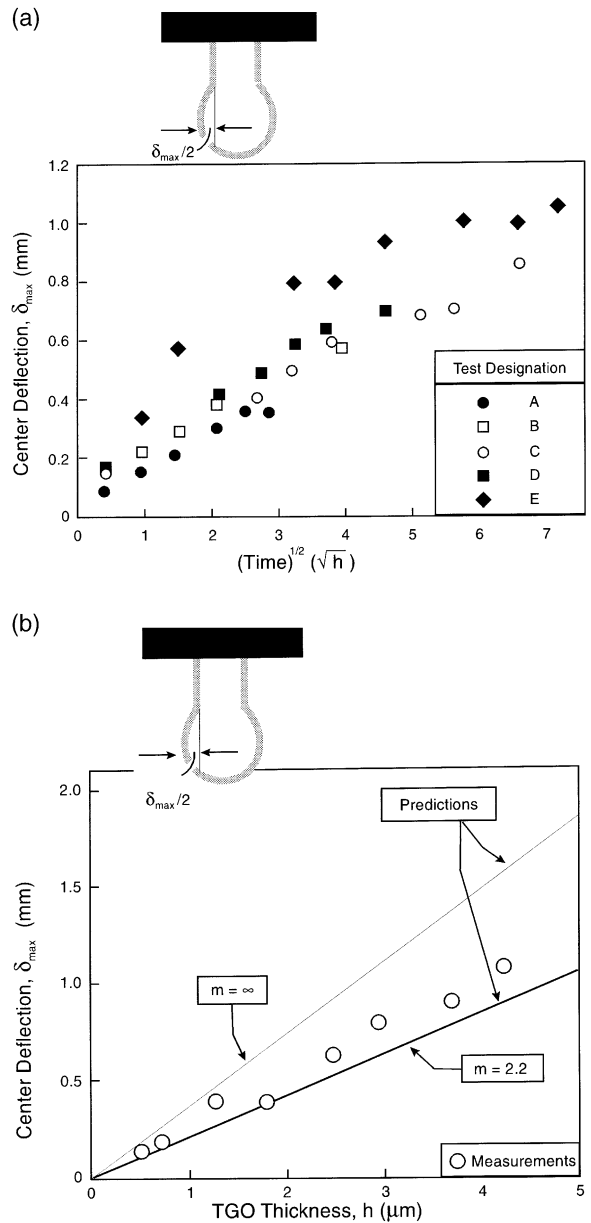 (a)
δmax/2
1.2
1.0
0.8
0.6
0.4
0.2
0
Center Deflection, δmax (mm)
Test Designation
A
B
C
D
E
0 1 2 3 4 5 6 7
(Time)1/2 (√h)
(b)
δmax/2
2.0
1.5
1.0
0.5
0
Center Deflection, δmax (mm)
Predictions
m = ∞
m = 2.2
Measurements
0 1 2 3 4 5
TGO Thickness, h (μm)